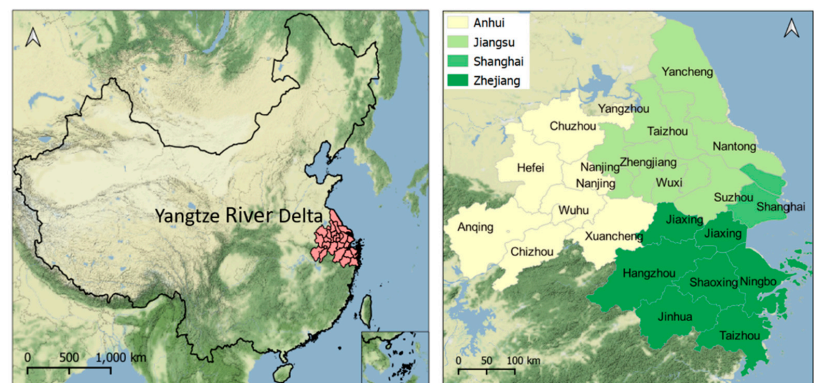 Yangtze River Delta
0 500 1,000 km
Anhui
Jiangsu
Shanghai
Zhejiang
Yancheng
Yangzhou
Chuzhou
Taizhou
Nantong
Hefei
Nanjing
Zhengjiang
Nanjing
Wuxi
Suzhou
Shanghai
Wuhu
Anqing
Jiaxing
Jiaxing
Xuancheng
Chizhou
Hangzhou
Shaoxing
Ningbo
Jinhua
Taizhou
0 50 100 km